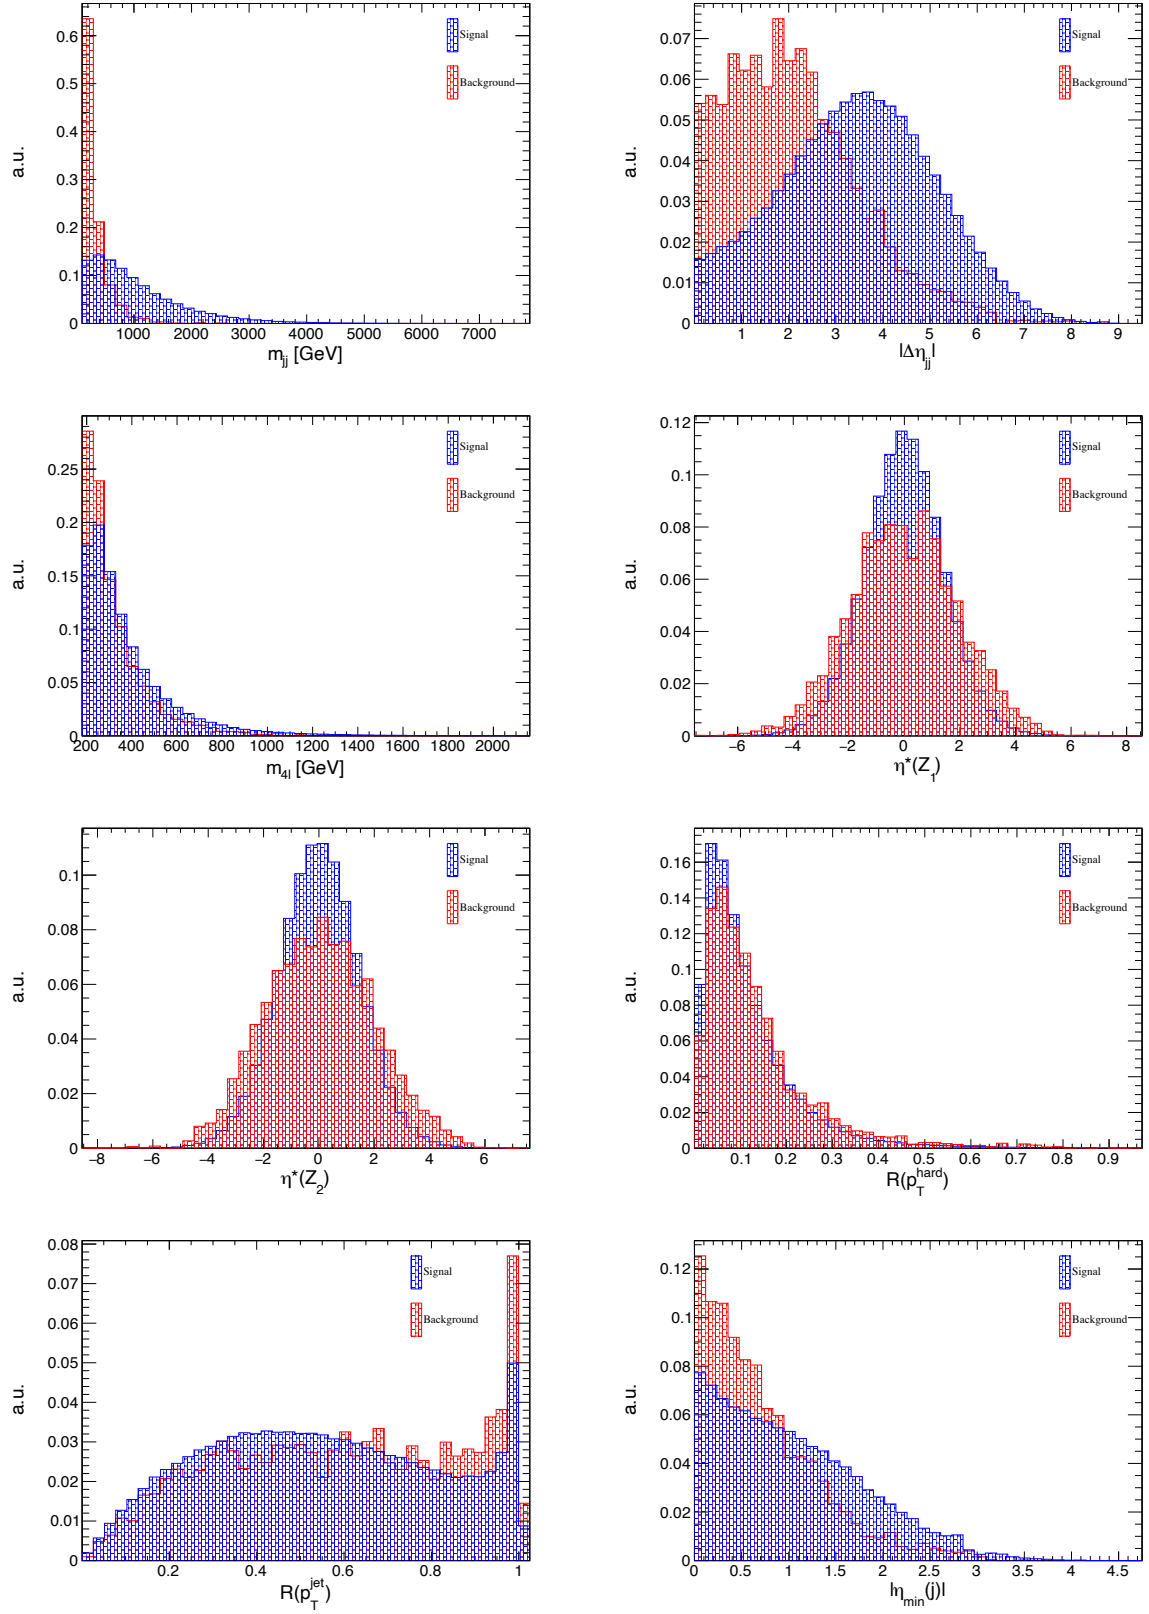 a.u.
0.6
0.5
0.4
0.3
0.2
0.1
0
Signal
Background
1000 2000 3000 4000 5000 6000 7000
m_jj [GeV]
a.u.
0.07
0.06
0.05
0.04
0.03
0.02
0.01
0
Signal
Background
1 2 3 4 5 6 7 8 9
|Δη_jj|
a.u.
0.25
0.2
0.15
0.1
0.05
0
Signal
Background
200 400 600 800 1000 1200 1400 1600 1800 2000
m_4l [GeV]
a.u.
0.12
0.1
0.08
0.06
0.04
0.02
0
Signal
Background
−6 −4 −2 0 2 4 6 8
η*(Z_1)
a.u.
0.1
0.08
0.06
0.04
0.02
0
Signal
Background
−8 −6 −4 −2 0 2 4 6
η*(Z_2)
a.u.
0.16
0.14
0.12
0.1
0.08
0.06
0.04
0.02
0
Signal
Background
0.1 0.2 0.3 0.4 0.5 0.6 0.7 0.8 0.9
R(p_T^hard)
a.u.
0.08
0.07
0.06
0.05
0.04
0.03
0.02
0.01
0
Signal
Background
0.2 0.4 0.6 0.8 1
R(p_T^jet)
a.u.
0.12
0.1
0.08
0.06
0.04
0.02
0
Signal
Background
0 0.5 1 1.5 2 2.5 3 3.5 4 4.5
|η_min(j)|